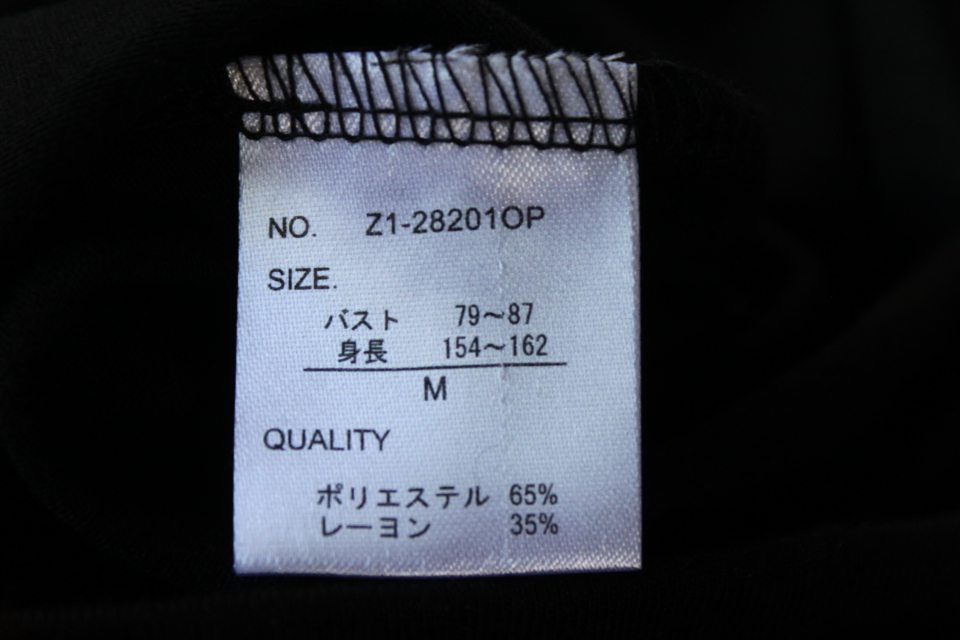 NO. Z1-28201OP
SIZE.
バスト 79～87
身長 154～162
M
QUALITY
ポリエステル 65%
レーヨン 35%